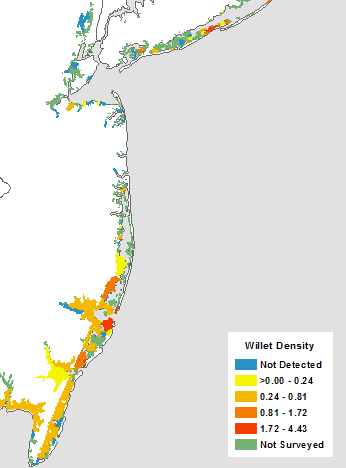 Willet Density
Not Detected
>0.00 - 0.24
0.24 - 0.81
0.81 - 1.72
1.72 - 4.43
Not Surveyed